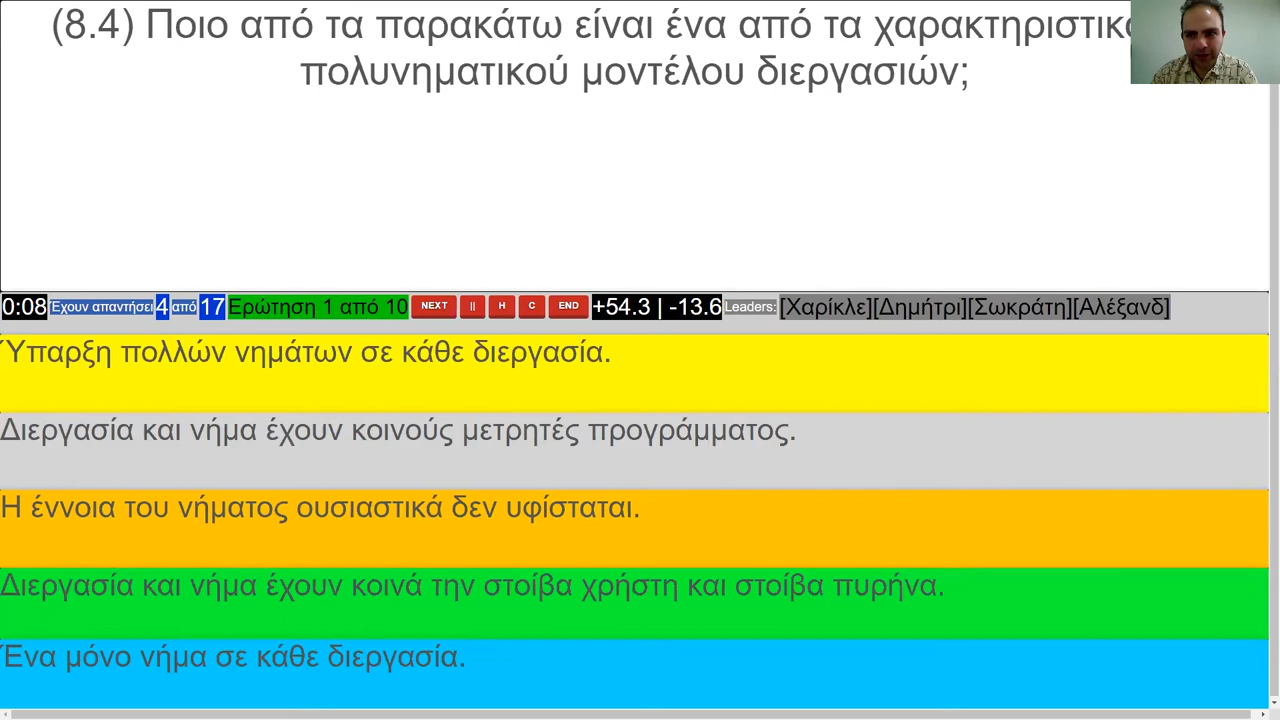 (8.4) Ποιο από τα παρακάτω είναι ένα από τα
πολυνηματικού μοντέλου διεργασιών;
0:08 Έχουν απαντήσει 4 από 17 Ερώτηση 1 από 10 NEXT || H C END +54.3 | -13.6 Leaders: [Χαρίκλε][Δημήτρι][Σωκράτη][Αλέξανδ]
Ύπαρξη πολλών νημάτων σε κάθε διεργασία.
Διεργασία και νήμα έχουν κοινούς μετρητές προγράμματος.
Η έννοια του νήματος ουσιαστικά δεν υφίσταται.
Διεργασία και νήμα έχουν κοινά την στοίβα χρήστη και στοίβα πυρήνα.
Ένα μόνο νήμα σε κάθε διεργασία.